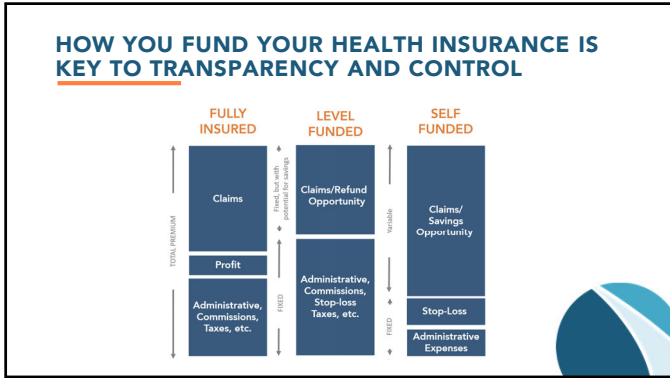 HOW YOU FUND YOUR HEALTH INSURANCE IS
KEY TO TRANSPARENCY AND CONTROL
FULLY
INSURED
TOTAL PREMIUM
Claims
Profit
Administrative,
Commissions,
Taxes, etc.
LEVEL
FUNDED
Fixed, but with
potential for savings
FIXED
Claims/Refund
Opportunity
Administrative,
Commissions,
Stop-loss
Taxes, etc.
SELF
FUNDED
Variable
FIXED
Claims/
Savings
Opportunity
Stop-Loss
Administrative
Expenses